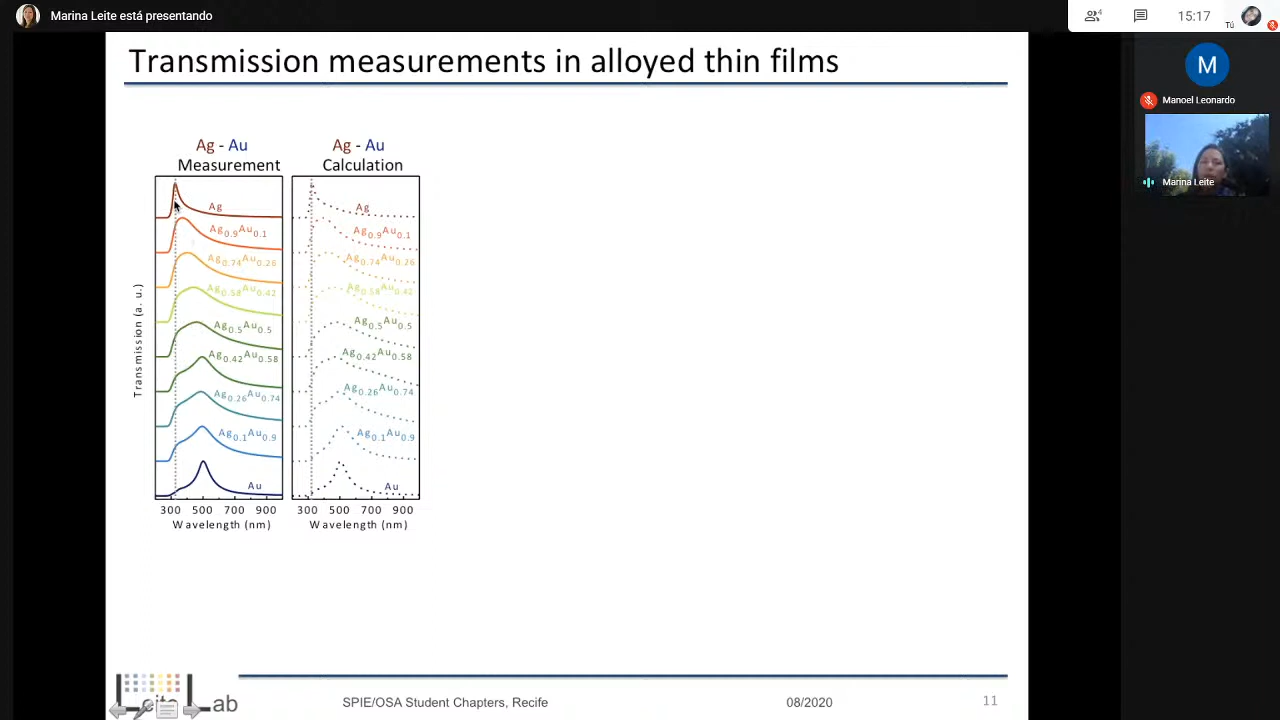 Marina Leite está presentando
4
15:17
Tú
M
Manoel Leonardo
Marina Leite
Transmission measurements in alloyed thin films
Ag - Au
Measurement
Ag - Au
Calculation
Transmission (a. u.)
Ag
Ag0.9Au0.1
Ag0.74Au0.26
Ag0.58Au0.42
Ag0.5Au0.5
Ag0.42Au0.58
Ag0.26Au0.74
Ag0.1Au0.9
Au
300 500 700 900
Wavelength (nm)
Ag
Ag0.9Au0.1
Ag0.74Au0.26
Ag0.58Au0.42
Ag0.5Au0.5
Ag0.42Au0.58
Ag0.26Au0.74
Ag0.1Au0.9
Au
300 500 700 900
Wavelength (nm)
Leite Lab
SPIE/OSA Student Chapters, Recife
08/2020
11